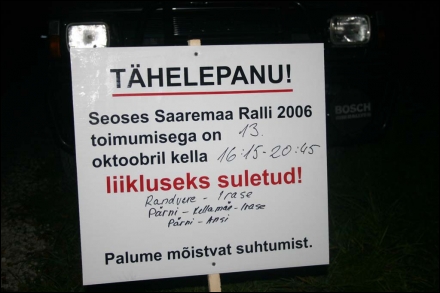 TÄHELEPANU!
Seoses Saaremaa Ralli 2006
toimumisega on 13.
oktoobril kella 16:15-20:45
liikluseks suletud!
Randvere - Irase
Pärni - Kellamäe - Irase
Pärni - Ansi
Palume mõistvat suhtumist.
BOSCH